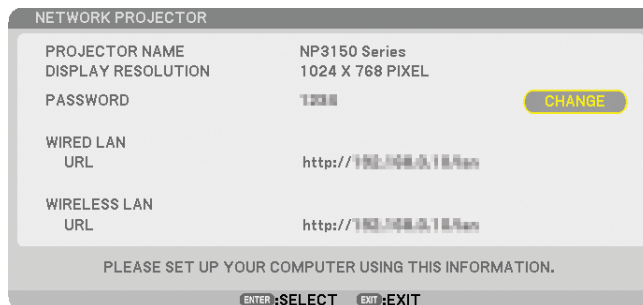 NETWORK PROJECTOR
PROJECTOR NAME NP3150 Series
DISPLAY RESOLUTION 1024 X 768 PIXEL
PASSWORD CHANGE
WIRED LAN
URL http://
WIRELESS LAN
URL http://
PLEASE SET UP YOUR COMPUTER USING THIS INFORMATION.
ENTER :SELECT EXIT :EXIT